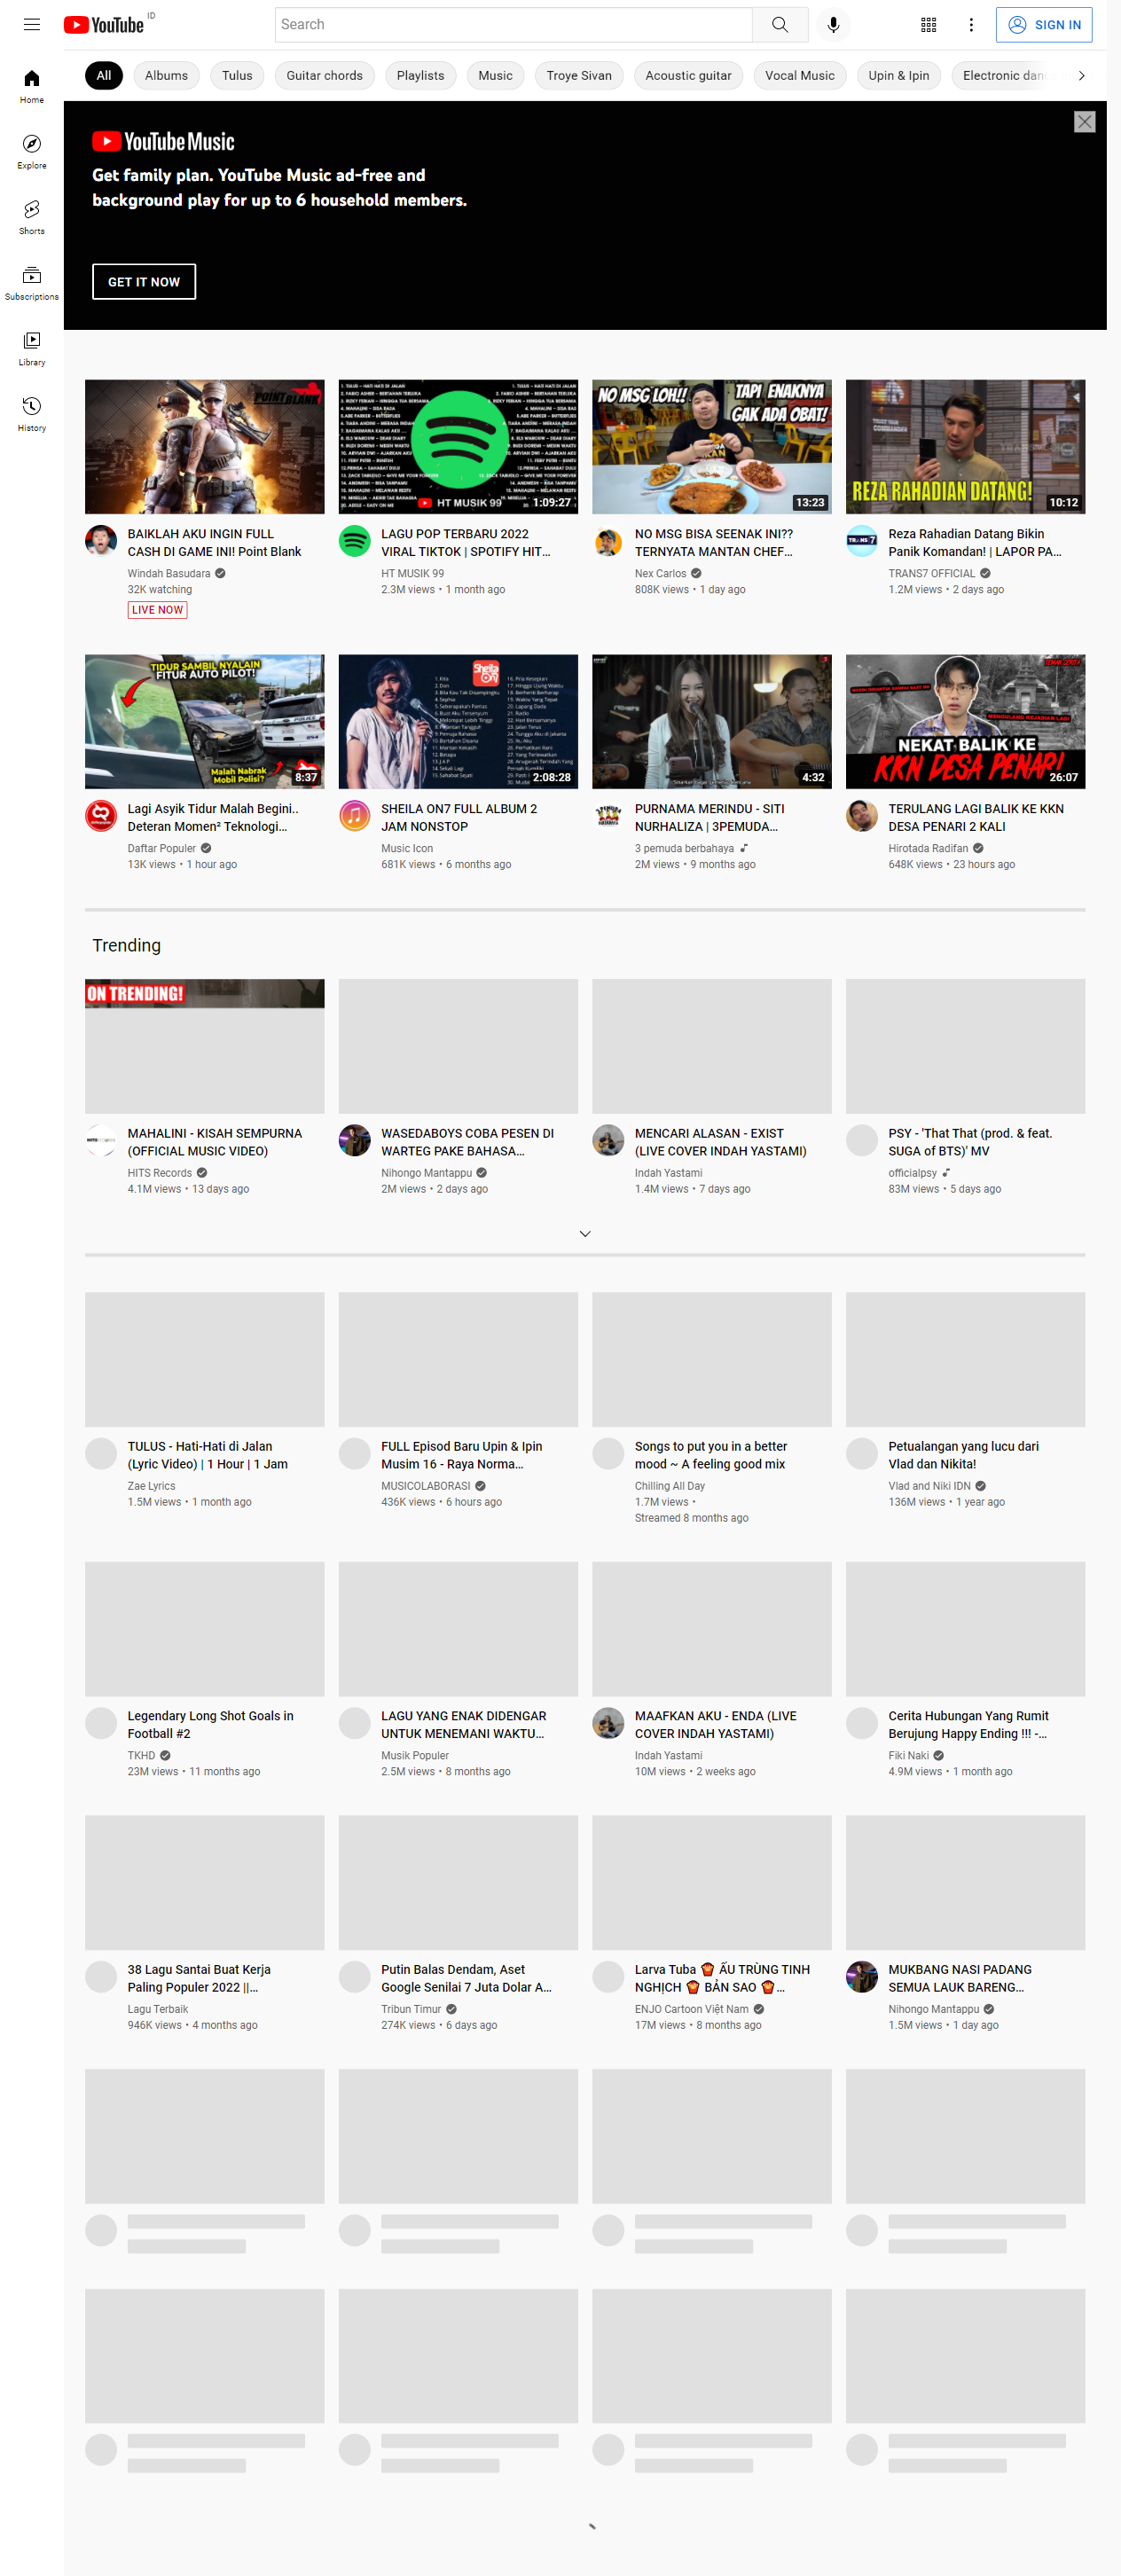 YouTube ID
Search
SIGN IN
Home
Explore
Shorts
Subscriptions
Library
History
All
Albums
Tulus
Guitar chords
Playlists
Music
Troye Sivan
Acoustic guitar
Vocal Music
Upin & Ipin
Electronic danc
YouTube Music
Get family plan. YouTube Music ad-free and
background play for up to 6 household members.
GET IT NOW
POINT BLANK
BAIKLAH AKU INGIN FULL
CASH DI GAME INI! Point Blank
Windah Basudara
32K watching
LIVE NOW
HT MUSIK 99
1:09:27
LAGU POP TERBARU 2022
VIRAL TIKTOK | SPOTIFY HIT...
HT MUSIK 99
2.3M views • 1 month ago
NO MSG LOH!!
TAPI ENAKNYA
GAK ADA OBAT!
13:23
NO MSG BISA SEENAK INI??
TERNYATA MANTAN CHEF...
Nex Carlos
808K views • 1 day ago
REZA RAHADIAN DATANG!
10:12
TRANS7
Reza Rahadian Datang Bikin
Panik Komandan! | LAPOR PA...
TRANS7 OFFICIAL
1.2M views • 2 days ago
TIDUR SAMBIL NYALAIN
FITUR AUTO PILOT!
Malah Nabrak
Mobil Polisi?
8:37
Lagi Asyik Tidur Malah Begini..
Deteran Momen² Teknologi...
Daftar Populer
13K views • 1 hour ago
Sheila On7
2:08:28
SHEILA ON7 FULL ALBUM 2
JAM NONSTOP
Music Icon
681K views • 6 months ago
4:32
PURNAMA MERINDU - SITI
NURHALIZA | 3PEMUDA...
3 pemuda berbahaya
2M views • 9 months ago
MENGULANG KEJADIAN LAGI
NEKAT BALIK KE
KKN DESA PENARI!
26:07
TERULANG LAGI BALIK KE KKN
DESA PENARI 2 KALI
Hirotada Radifan
648K views • 23 hours ago
Trending
ON TRENDING!
MAHALINI - KISAH SEMPURNA
(OFFICIAL MUSIC VIDEO)
HITS Records
4.1M views • 13 days ago
WASEDABOYS COBA PESEN DI
WARTEG PAKE BAHASA...
Nihongo Mantappu
2M views • 2 days ago
MENCARI ALASAN - EXIST
(LIVE COVER INDAH YASTAMI)
Indah Yastami
1.4M views • 7 days ago
PSY - 'That That (prod. & feat.
SUGA of BTS)' MV
officialpsy
83M views • 5 days ago
TULUS - Hati-Hati di Jalan
(Lyric Video) | 1 Hour | 1 Jam
Zae Lyrics
1.5M views • 1 month ago
FULL Episod Baru Upin & Ipin
Musim 16 - Raya Norma...
MUSICOLABORASI
436K views • 6 hours ago
Songs to put you in a better
mood ~ A feeling good mix
Chilling All Day
1.7M views •
Streamed 8 months ago
Petualangan yang lucu dari
Vlad dan Nikita!
Vlad and Niki IDN
136M views • 1 year ago
Legendary Long Shot Goals in
Football #2
TKHD
23M views • 11 months ago
LAGU YANG ENAK DIDENGAR
UNTUK MENEMANI WAKTU...
Musik Populer
2.5M views • 8 months ago
MAAFKAN AKU - ENDA (LIVE
COVER INDAH YASTAMI)
Indah Yastami
10M views • 2 weeks ago
Cerita Hubungan Yang Rumit
Berujung Happy Ending !!! -...
Fiki Naki
4.9M views • 1 month ago
38 Lagu Santai Buat Kerja
Paling Populer 2022 ||...
Lagu Terbaik
946K views • 4 months ago
Putin Balas Dendam, Aset
Google Senilai 7 Juta Dolar A...
Tribun Timur
274K views • 6 days ago
Larva Tuba 🍟 ẤU TRÙNG TINH
NGHỊCH 🍟 BẢN SAO 🍟...
ENJO Cartoon Việt Nam
17M views • 8 months ago
MUKBANG NASI PADANG
SEMUA LAUK BARENG...
Nihongo Mantappu
1.5M views • 1 day ago